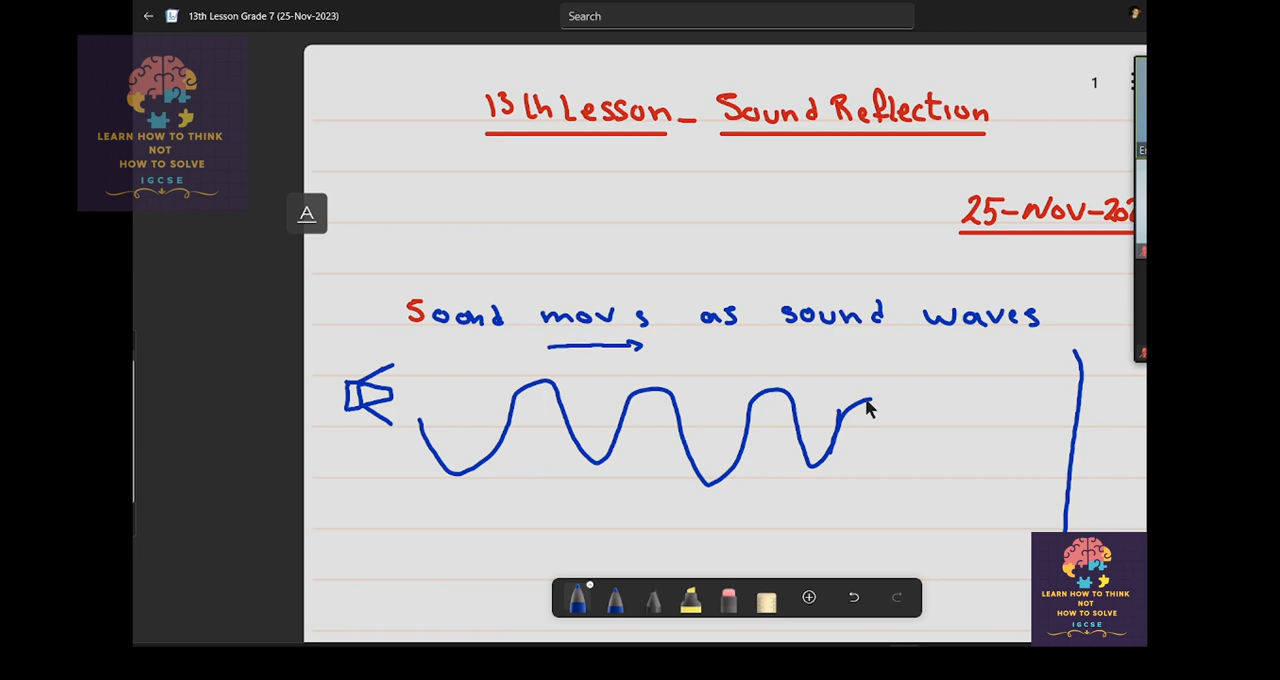 13th Lesson Grade 7 (25-Nov-2023)
Search
LEARN HOW TO THINK
NOT
HOW TO SOLVE
IGCSE
1
13th Lesson - Sound Reflection
A
25-Nov-202
Sound movs as sound waves
LEARN HOW TO THINK
NOT
HOW TO SOLVE
IGCSE